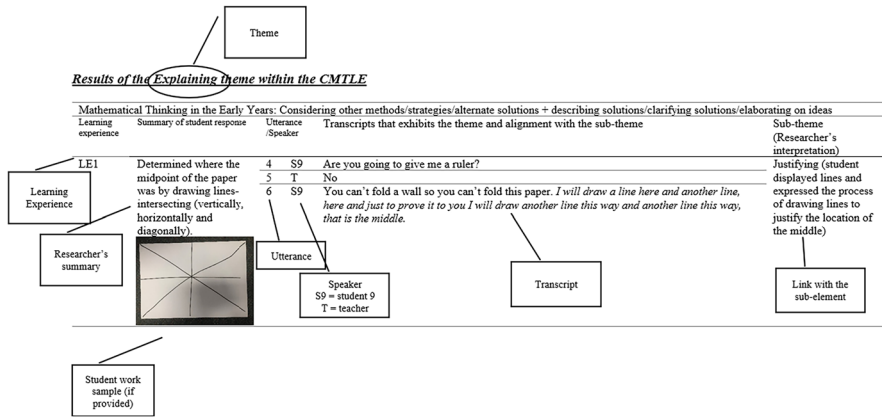 Theme
Results of the Explaining theme within the CMTLE
Mathematical Thinking in the Early Years: Considering other methods/strategies/alternate solutions + describing solutions/clarifying solutions/elaborating on ideas
Learning experience
Summary of student response
Utterance /Speaker
Transcripts that exhibits the theme and alignment with the sub-theme
Sub-theme
(Researcher's
interpretation)
LE1
Determined where the
midpoint of the paper
was by drawing lines-
intersecting (vertically,
horizontally and
diagonally).
4 S9 Are you going to give me a ruler?
5 T No
6 S9 You can't fold a wall so you can't fold this paper. I will draw a line here and another line,
here and just to prove it to you I will draw another line this way and another line this way,
that is the middle.
Justifying (student
displayed lines and
expressed the process
of drawing lines to
justify the location of
the middle)
Learning
Experience
Researcher's
summary
Utterance
Speaker
S9 = student 9
T = teacher
Transcript
Link with the
sub-element
Student work
sample (if
provided)